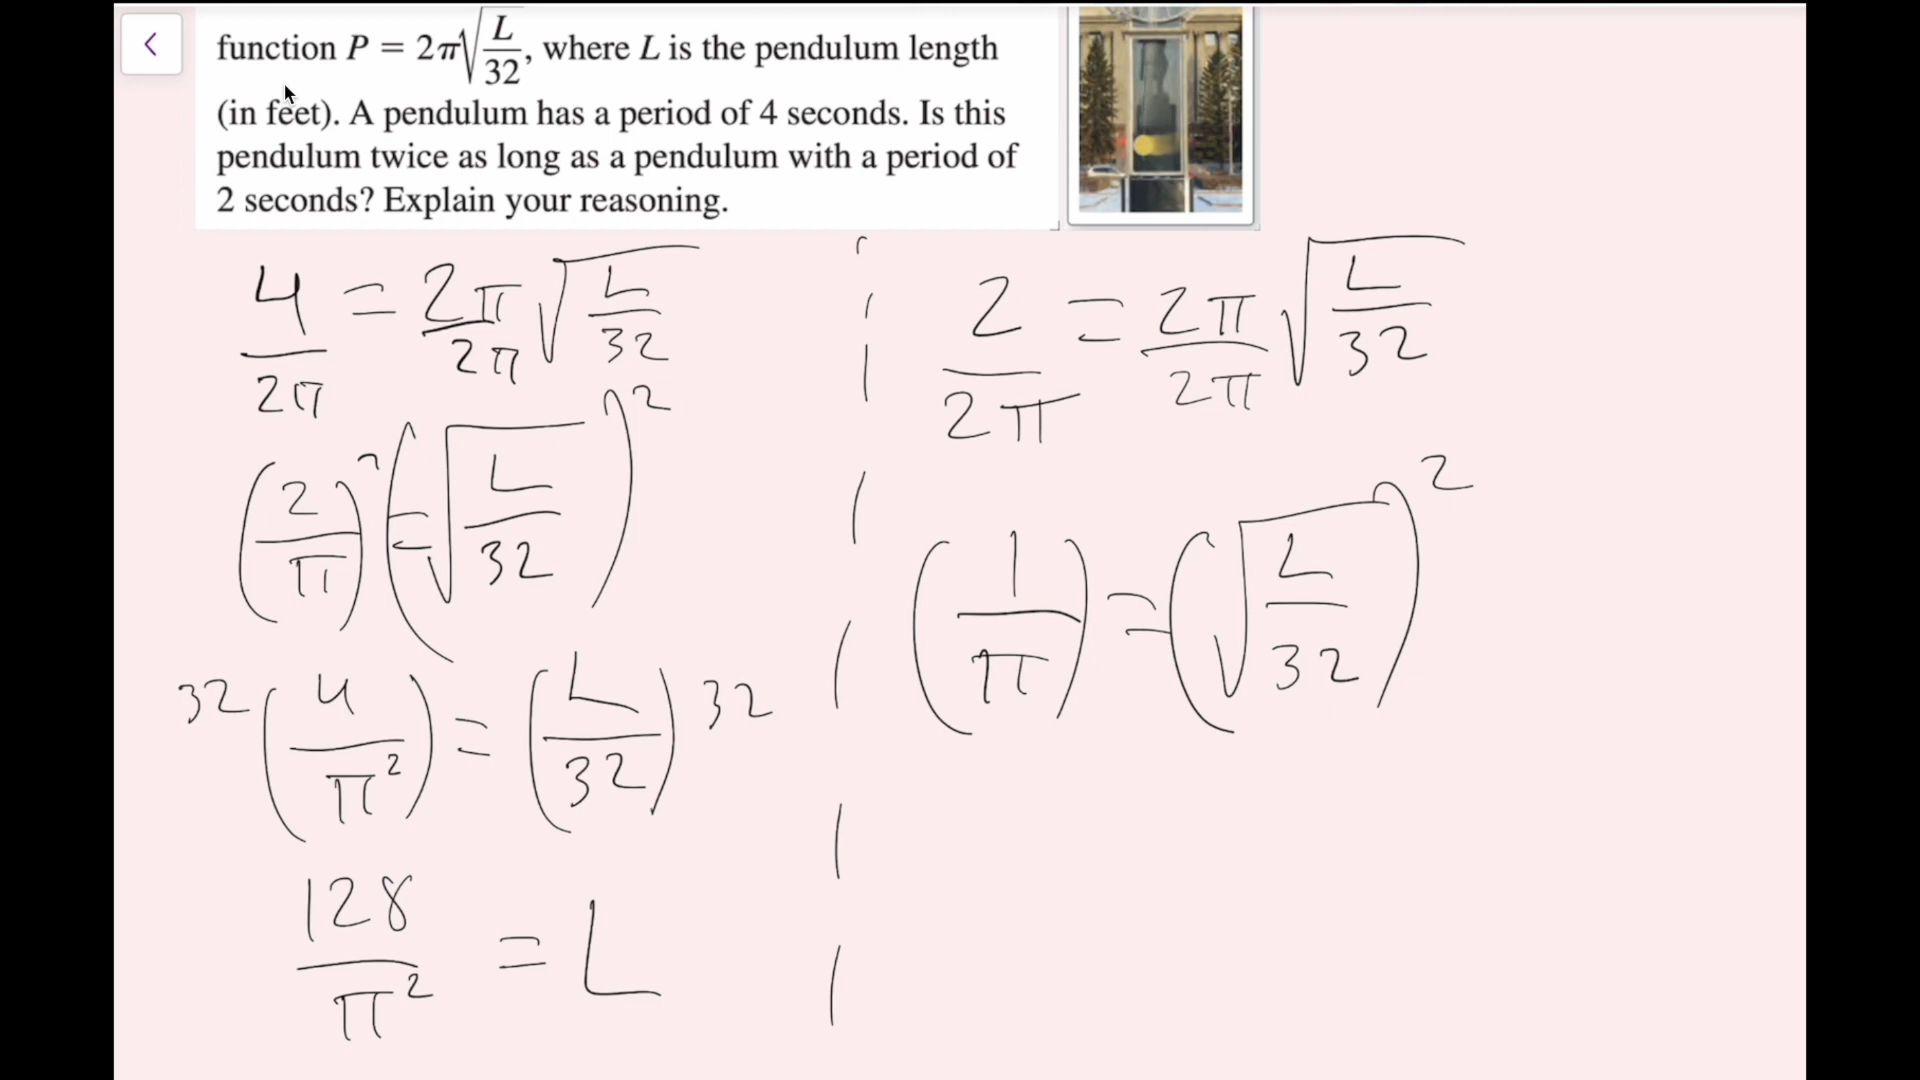 function P = 2π√(L/32), where L is the pendulum length
(in feet). A pendulum has a period of 4 seconds. Is this
pendulum twice as long as a pendulum with a period of
2 seconds? Explain your reasoning.
4/2π = 2π/2π √(L/32)
(2/π)² = (√(L/32))²
32 (4/π²) = (L/32) 32
128/π² = L
2/2π = 2π/2π √(L/32)
(1/π) = (√(L/32))²